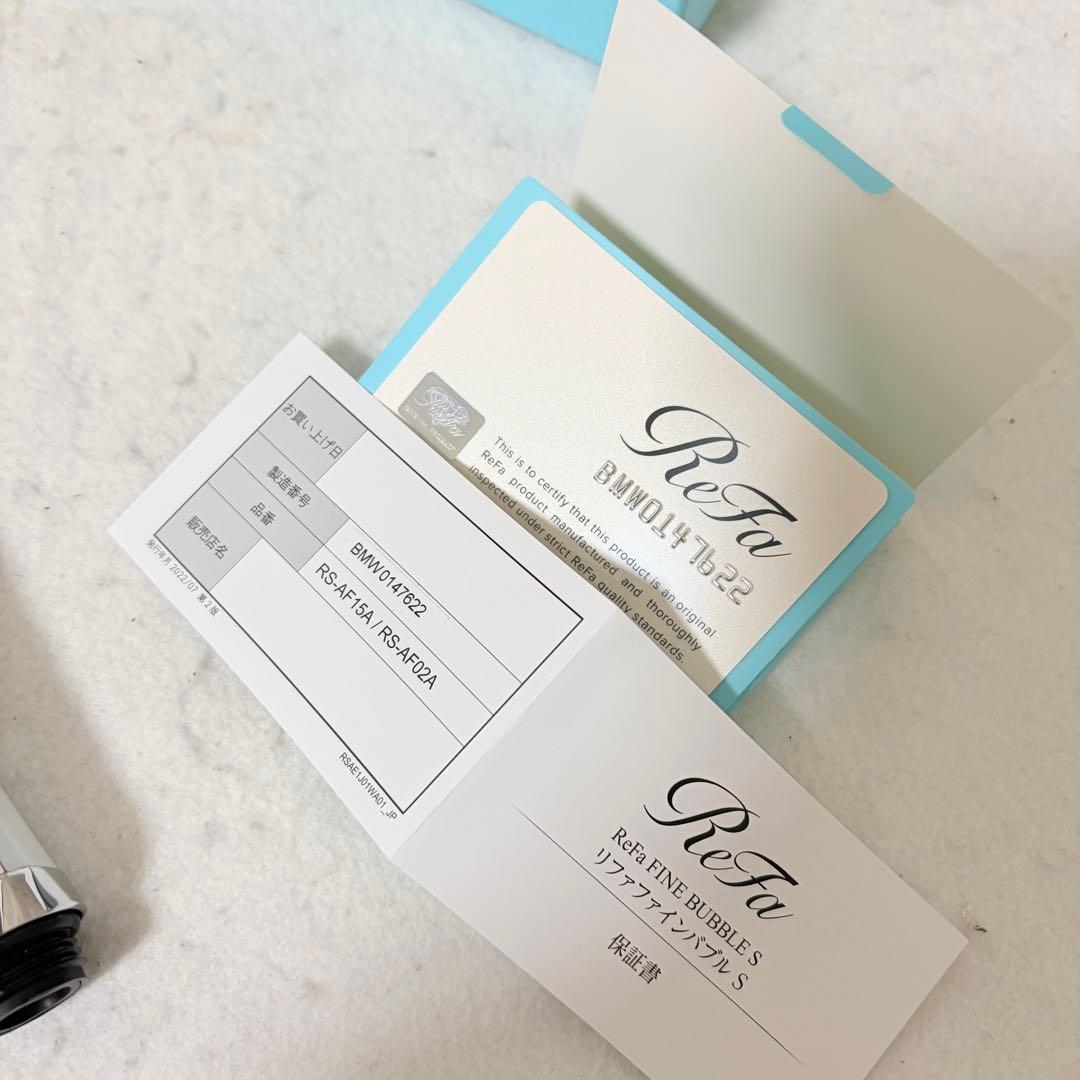 ReFa
BMW0147622
This is to certify that this product is an original
ReFa product manufactured and thoroughly
inspected under strict ReFa quality standards.
お買い上げ日
製造番号
BMW0147622
品番
RS-AF15A / RS-AF02A
販売店名
発行年月 2022/07 第2版
RSAE1J01WA01_JP
ReFa
ReFa FINE BUBBLE S
リファファインバブル S
保証書